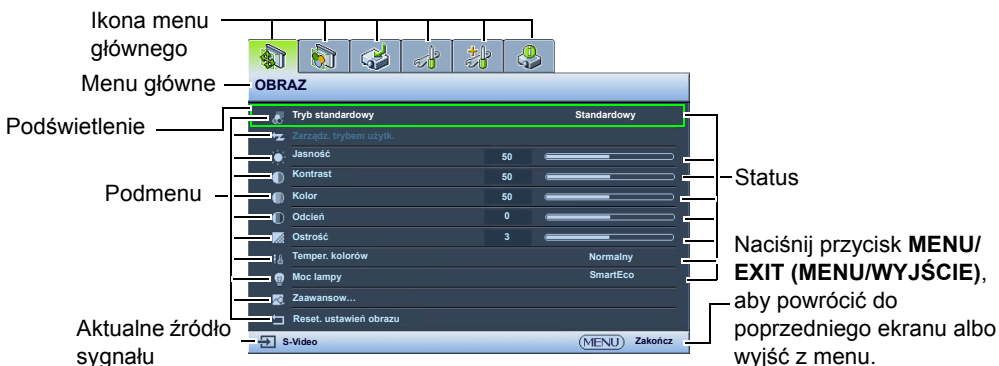 Ikona menu
głównego
Menu główne
OBRAZ
Podświetlenie
Tryb standardowy Standardowy
Zarządz. trybem użytk.
Jasność 50
Kontrast 50
Podmenu
Status
Kolor 50
Odcień 0
Ostrość 3
Temper. kolorów Normalny
Moc lampy SmartEco
Zaawansow...
Reset. ustawień obrazu
Aktualne źródło
sygnału
S-Video MENU Zakończ
Naciśnij przycisk MENU/
EXIT (MENU/WYJŚCIE),
aby powrócić do
poprzedniego ekranu albo
wyjść z menu.